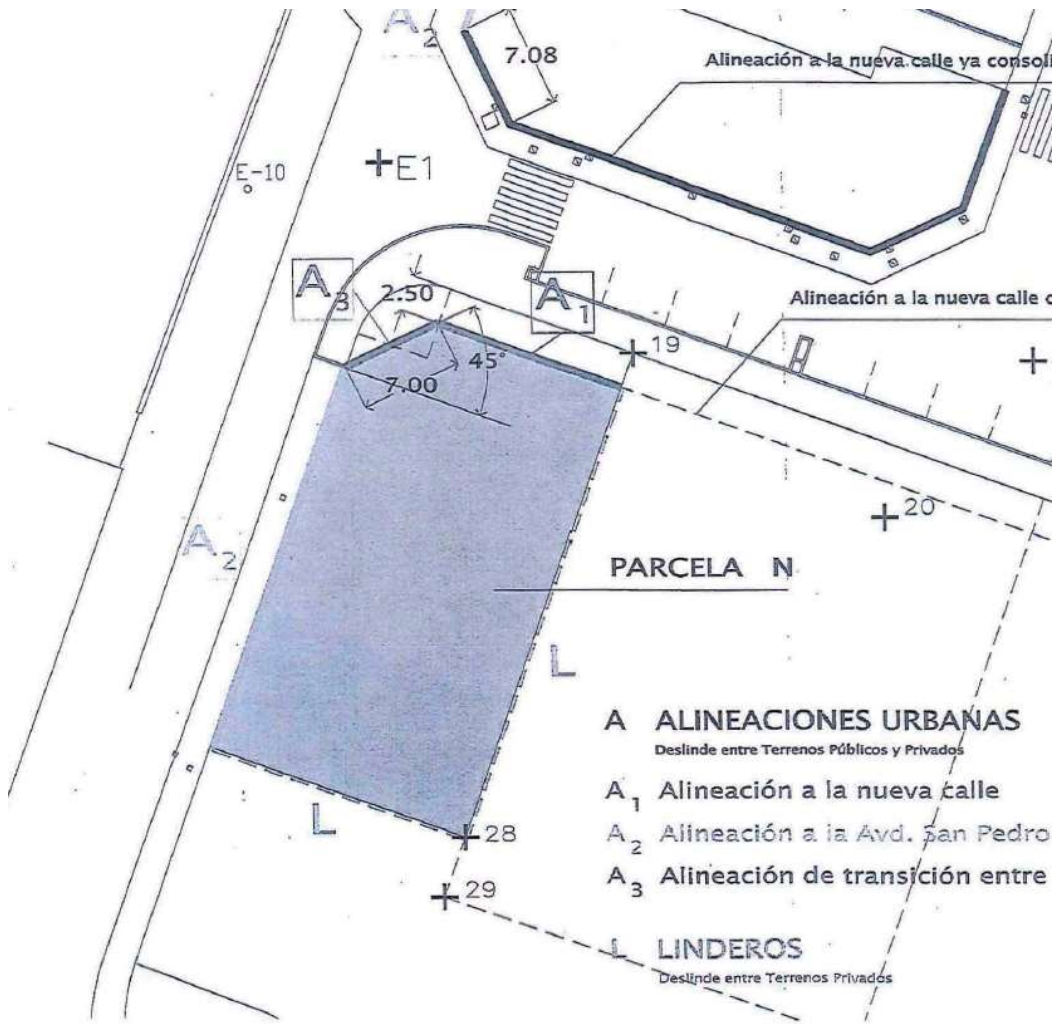 A2
7.08
Alineación a la nueva calle ya consoli
E-10
E1
A3
2.50
A1
Alineación a la nueva calle
19
45°
7.00
20
A2
PARCELA N
L
A ALINEACIONES URBANAS
Deslinde entre Terrenos Públicos y Privados
A1 Alineación a la nueva calle
L
28
A2 Alineación a la Avd. San Pedro
29
A3 Alineación de transición entre
L LINDEROS
Deslinde entre Terrenos Privados